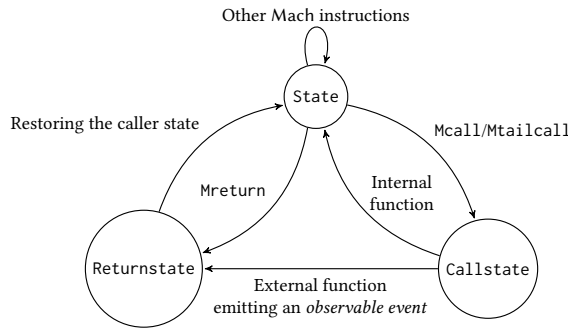 Other Mach instructions
State
Restoring the caller state
Mcall/Mtailcall
Mreturn
Internal
function
Returnstate
Callstate
External function
emitting an observable event